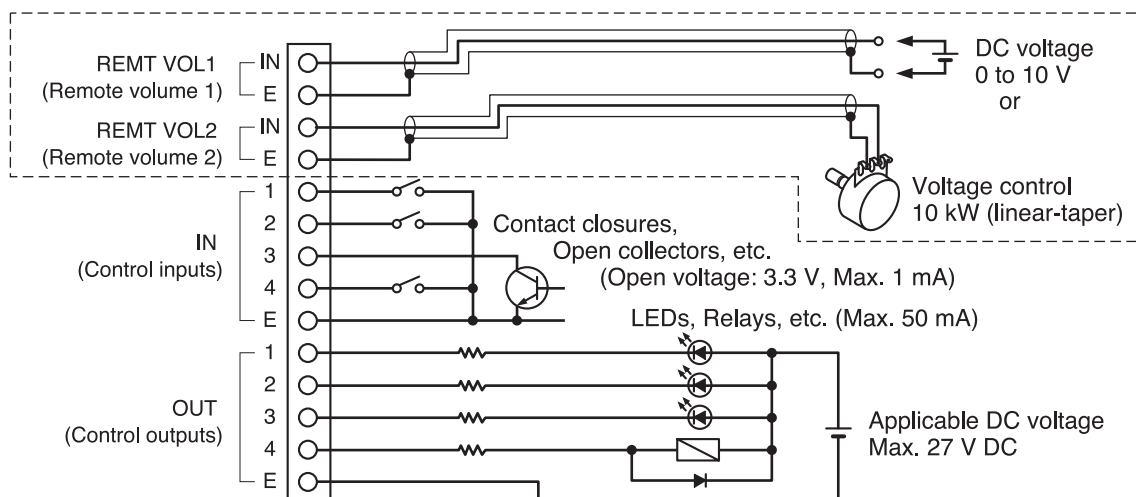 REMT VOL1
(Remote volume 1)
IN
E
DC voltage
0 to 10 V
or
REMT VOL2
(Remote volume 2)
IN
E
Voltage control
10 kW (linear-taper)
IN
(Control inputs)
1
2
3
4
E
Contact closures,
Open collectors, etc.
(Open voltage: 3.3 V, Max. 1 mA)
LEDs, Relays, etc. (Max. 50 mA)
OUT
(Control outputs)
1
2
3
4
E
Applicable DC voltage
Max. 27 V DC